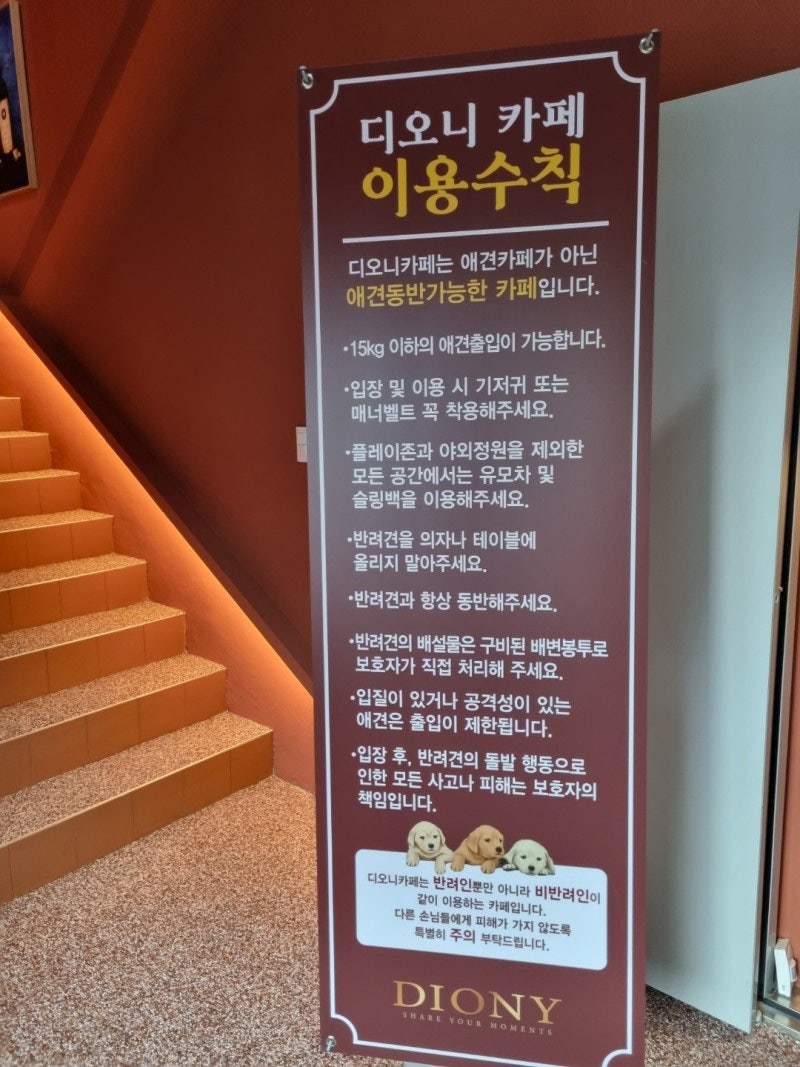 디오니 카페
이용수칙
디오니카페는 애견카페가 아닌
애견동반가능한 카페입니다.
•15kg 이하의 애견출입이 가능합니다.
•입장 및 이용 시 기저귀 또는
매너벨트 꼭 착용해주세요.
•플레이존과 야외정원을 제외한
모든 공간에서는 유모차 및
슬링백을 이용해주세요.
•반려견을 의자나 테이블에
올리지 말아주세요.
•반려견과 항상 동반해주세요.
•반려견의 배설물은 구비된 배변봉투로
보호자가 직접 처리해 주세요.
•입질이 있거나 공격성이 있는
애견은 출입이 제한됩니다.
•입장 후, 반려견의 돌발 행동으로
인한 모든 사고나 피해는 보호자의
책임입니다.
디오니카페는 반려인뿐만 아니라 비반려인이
같이 이용하는 카페입니다.
다른 손님들에게 피해가 가지 않도록
특별히 주의 부탁드립니다.
DIONY
SHARE YOUR MOMENTS